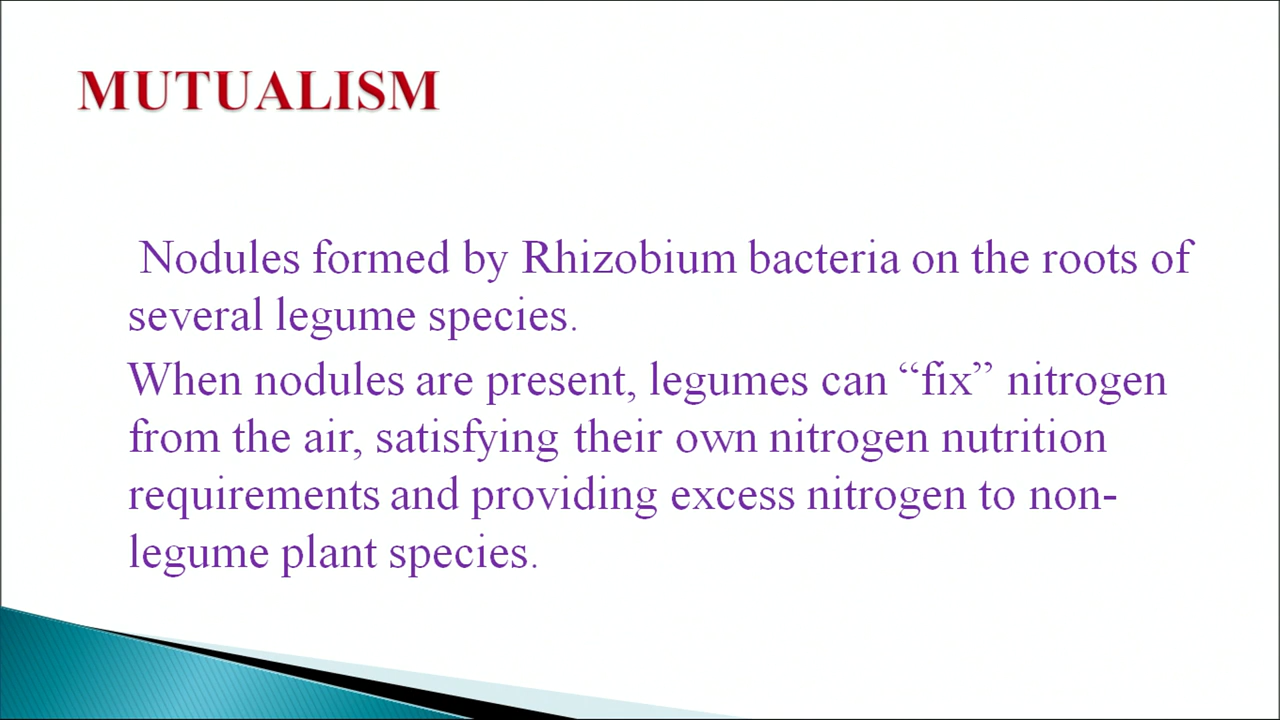 MUTUALISM
Nodules formed by Rhizobium bacteria on the roots of
several legume species.
When nodules are present, legumes can “fix” nitrogen
from the air, satisfying their own nitrogen nutrition
requirements and providing excess nitrogen to non-
legume plant species.